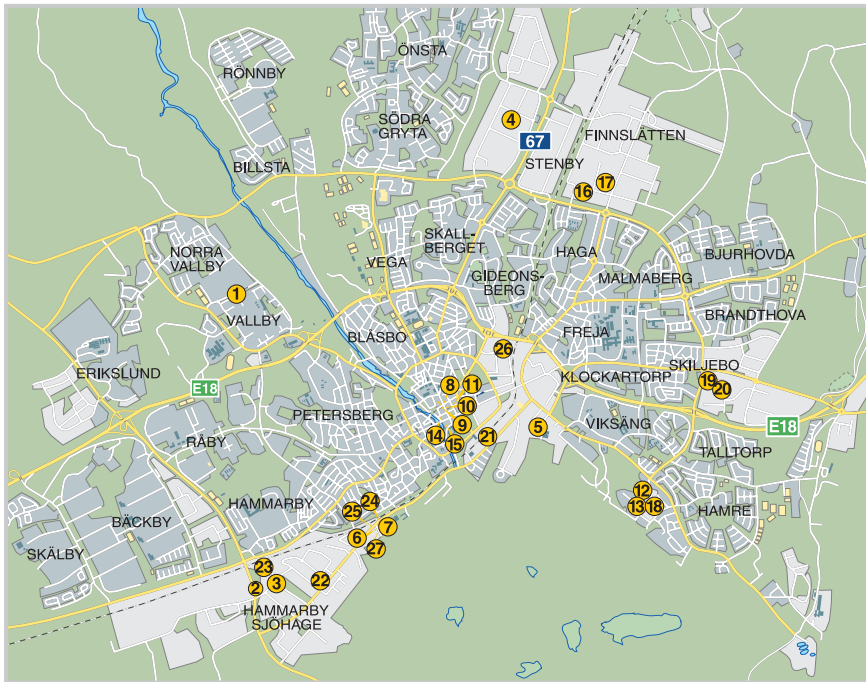 ÖNSTA
RÖNNBY
4
SÖDRA
GRYTA
FINNSLÄTTEN
67
STENBY
BILLSTA
17
16
SKALL-
BERGET
NORRA
VALLBY
HAGA
BJURHOVDA
VEGA
GIDEONS-
BERG
MALMABERG
1
VALLBY
BRANDTHOVA
FREJA
BLÅSBO
26
SKILJEBO
ERIKSLUND
KLOCKARTORP
19
20
E18
8
11
10
PETERSBERG
VIKSÄNG
E18
9
5
14
21
15
RÅBY
TALLTORP
12
HAMMARBY
24
13
18
HAMRE
25
BÄCKBY
7
6
SKÄLBY
27
23
22
3
2
HAMMARBY
SJÖHAGE